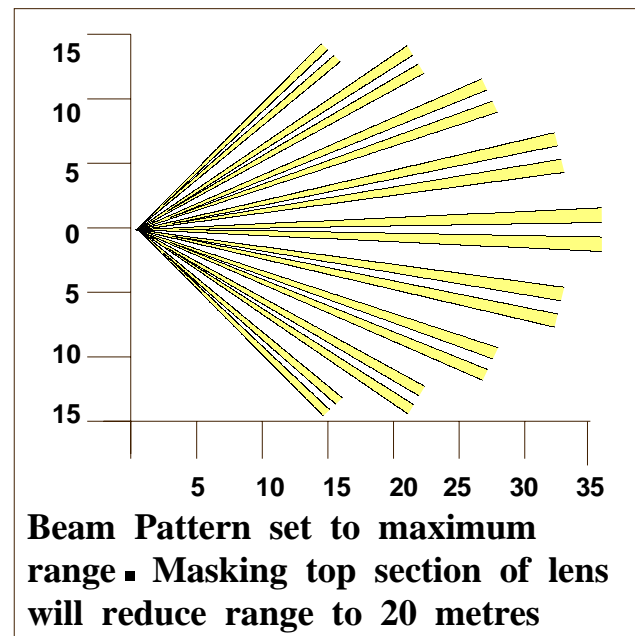 15
10
5
0
5
10
15
5 10 15 20 25 30 35
Beam Pattern set to maximum
range ▪ Masking top section of lens
will reduce range to 20 metres